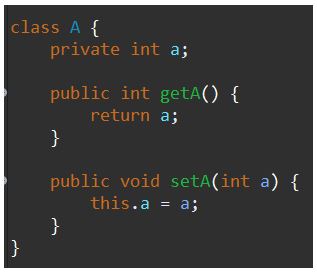 class A {
    private int a;

    public int getA() {
        return a;
    }

    public void setA(int a) {
        this.a = a;
    }
}